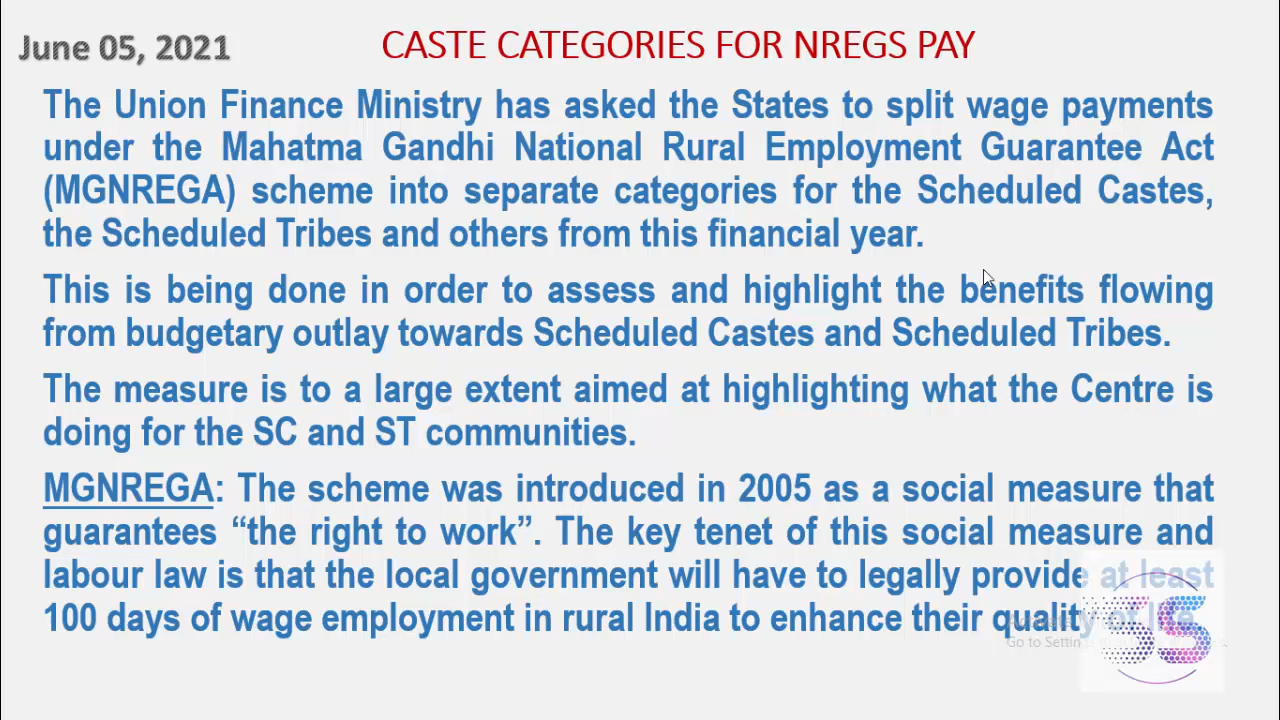 June 05, 2021
CASTE CATEGORIES FOR NREGS PAY
The Union Finance Ministry has asked the States to split wage payments
under the Mahatma Gandhi National Rural Employment Guarantee Act
(MGNREGA) scheme into separate categories for the Scheduled Castes,
the Scheduled Tribes and others from this financial year.
This is being done in order to assess and highlight the benefits flowing
from budgetary outlay towards Scheduled Castes and Scheduled Tribes.
The measure is to a large extent aimed at highlighting what the Centre is
doing for the SC and ST communities.
MGNREGA: The scheme was introduced in 2005 as a social measure that
guarantees “the right to work”. The key tenet of this social measure and
labour law is that the local government will have to legally provide at least
100 days of wage employment in rural India to enhance their quality of life.
Go to Setting